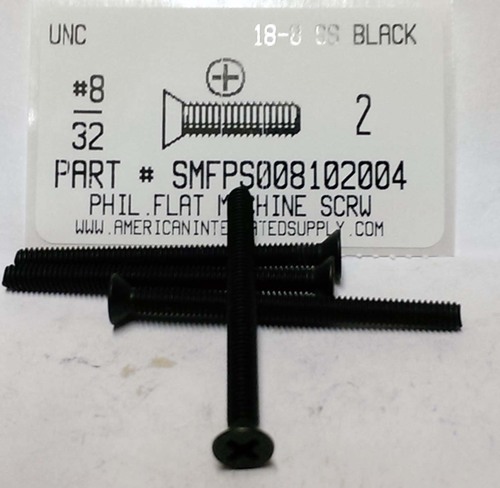 UNC 18-8 SS BLACK
#8
32
2
PART # SMFPS008102004
PHIL.FLAT MACHINE SCRW
WWW.AMERICANINTEGRATEDSUPPLY.COM